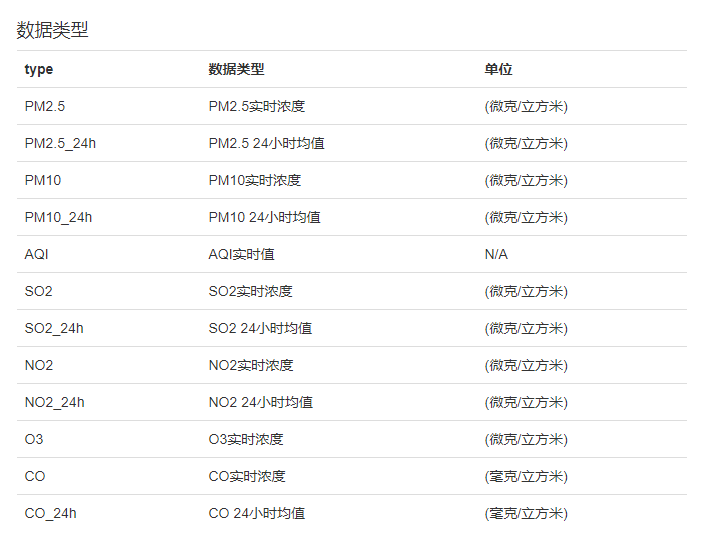 数据类型
type 数据类型 单位
PM2.5 PM2.5实时浓度 (微克/立方米)
PM2.5_24h PM2.5 24小时均值 (微克/立方米)
PM10 PM10实时浓度 (微克/立方米)
PM10_24h PM10 24小时均值 (微克/立方米)
AQI AQI实时值 N/A
SO2 SO2实时浓度 (微克/立方米)
SO2_24h SO2 24小时均值 (微克/立方米)
NO2 NO2实时浓度 (微克/立方米)
NO2_24h NO2 24小时均值 (微克/立方米)
O3 O3实时浓度 (微克/立方米)
CO CO实时浓度 (毫克/立方米)
CO_24h CO 24小时均值 (毫克/立方米)